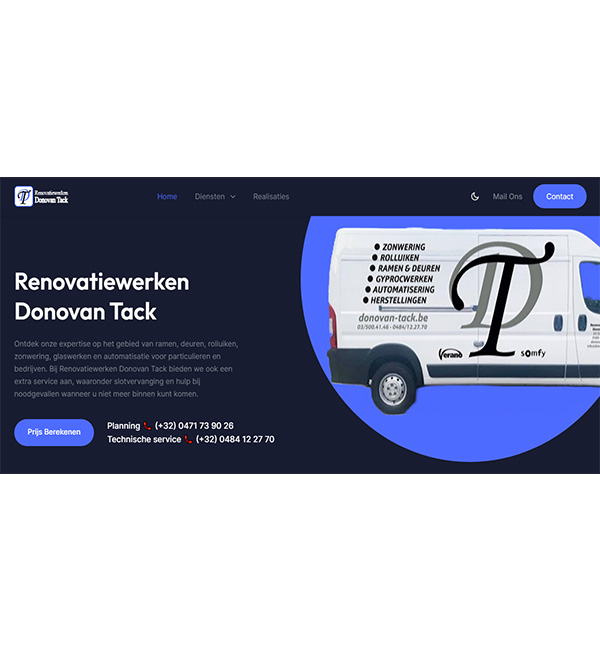 Renovatiewerken
Donovan Tack
Home
Diensten
Realisaties
Mail Ons
Contact
Renovatiewerken
Donovan Tack
Ontdek onze expertise op het gebied van ramen, deuren, rolluiken,
zonwering, glaswerken en automatisatie voor particulieren en
bedrijven. Bij Renovatiewerken Donovan Tack bieden we ook een
extra service aan, waaronder slotvervanging en hulp bij
noodgevallen wanneer u niet meer binnen kunt komen.
Prijs Berekenen
Planning 📞 (+32) 0471 73 90 26
Technische service 📞 (+32) 0484 12 27 70
● ZONWERING
● ROLLUIKEN
● RAMEN & DEUREN
● GYPROCWERKEN
● AUTOMATISERING
● HERSTELLINGEN
donovan-tack.be
03/500.41.46 - 0484/12.27.70
DT
Verano
somfy